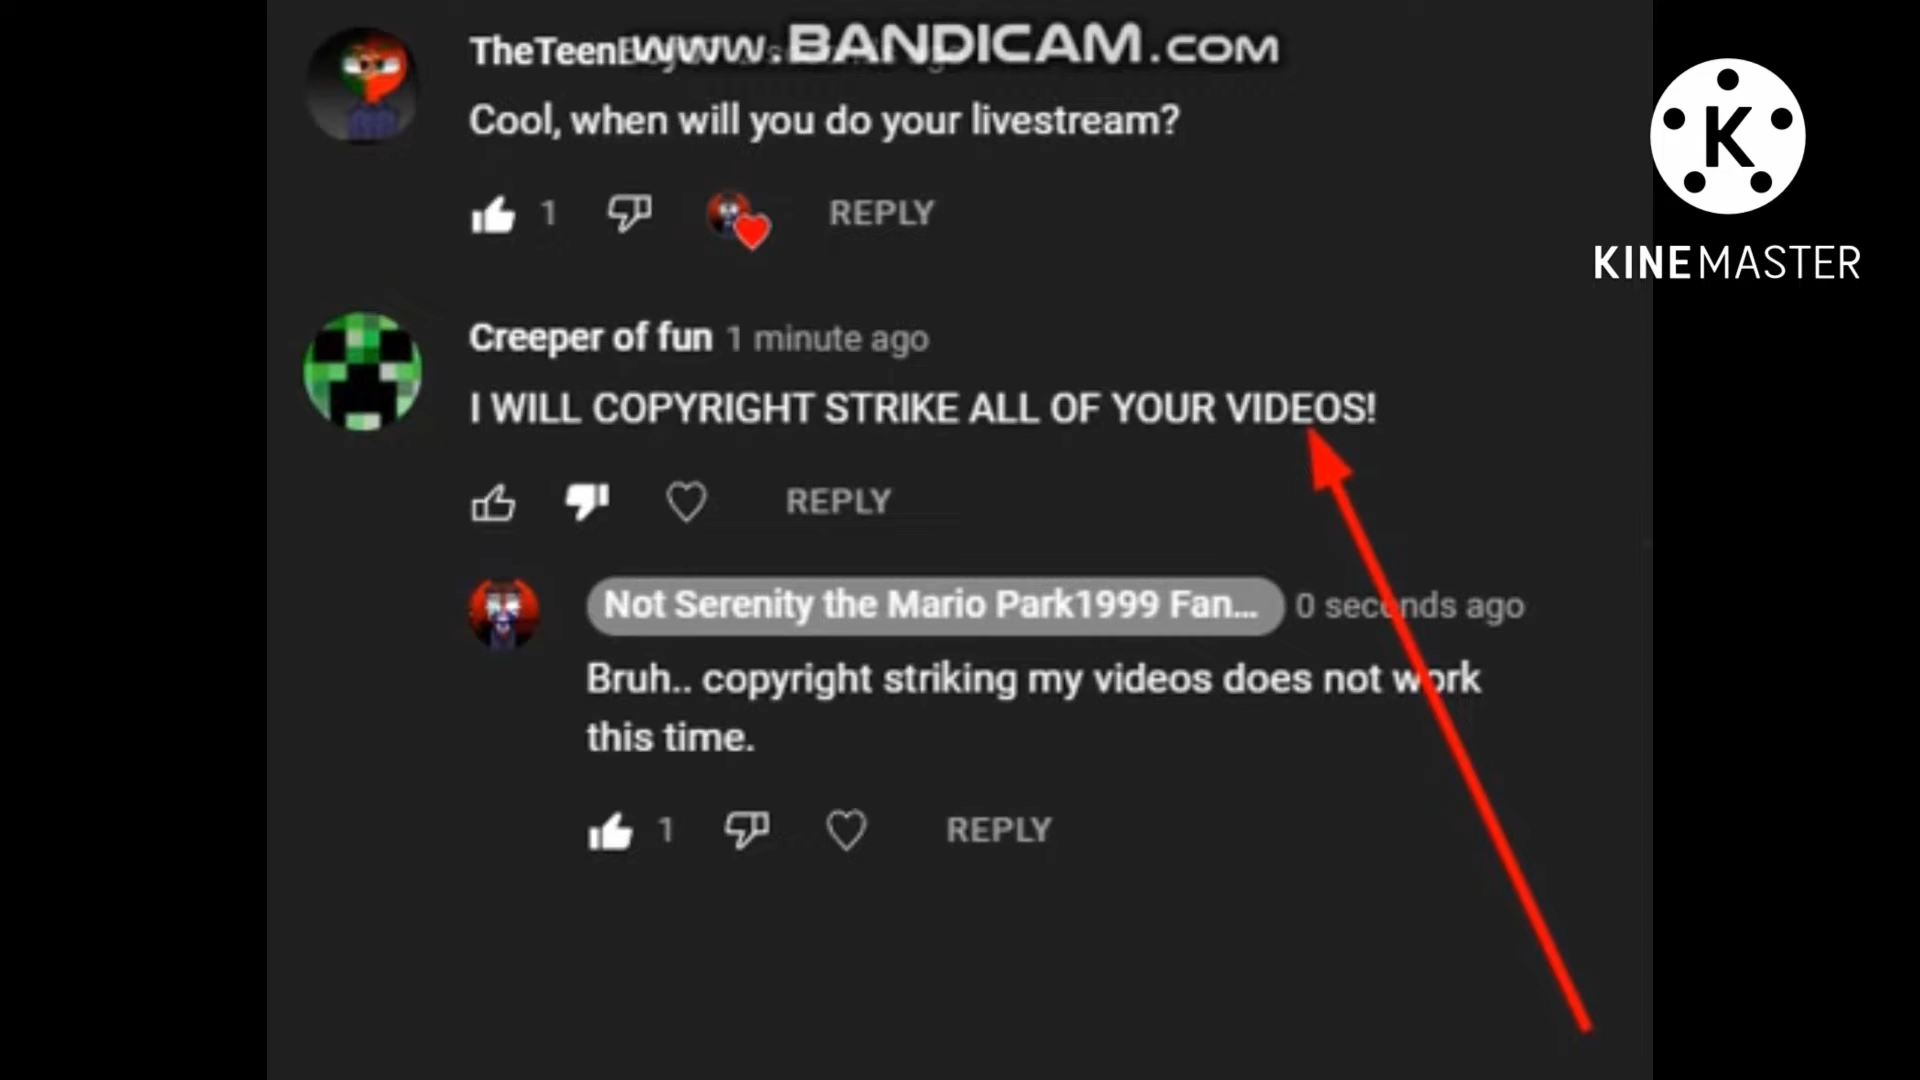 WWW.BANDICAM.COM
TheTeen
Cool, when will you do your livestream?
1
REPLY
K
KINEMASTER
Creeper of fun 1 minute ago
I WILL COPYRIGHT STRIKE ALL OF YOUR VIDEOS!
REPLY
Not Serenity the Mario Park1999 Fan... 0 seconds ago
Bruh.. copyright striking my videos does not work
this time.
1
REPLY